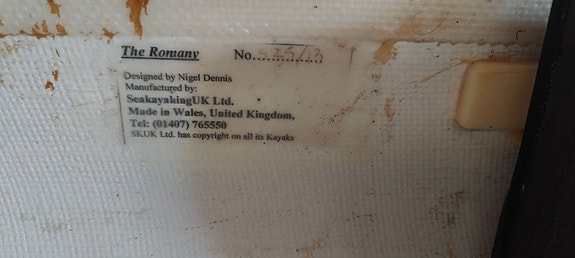 The Romany No...............
Designed by Nigel Dennis
Manufactured by:
SeakayakingUK Ltd.
Made in Wales, United Kingdom,
Tel: (01407) 765550
SKUK Ltd. has copyright on all its Kayaks